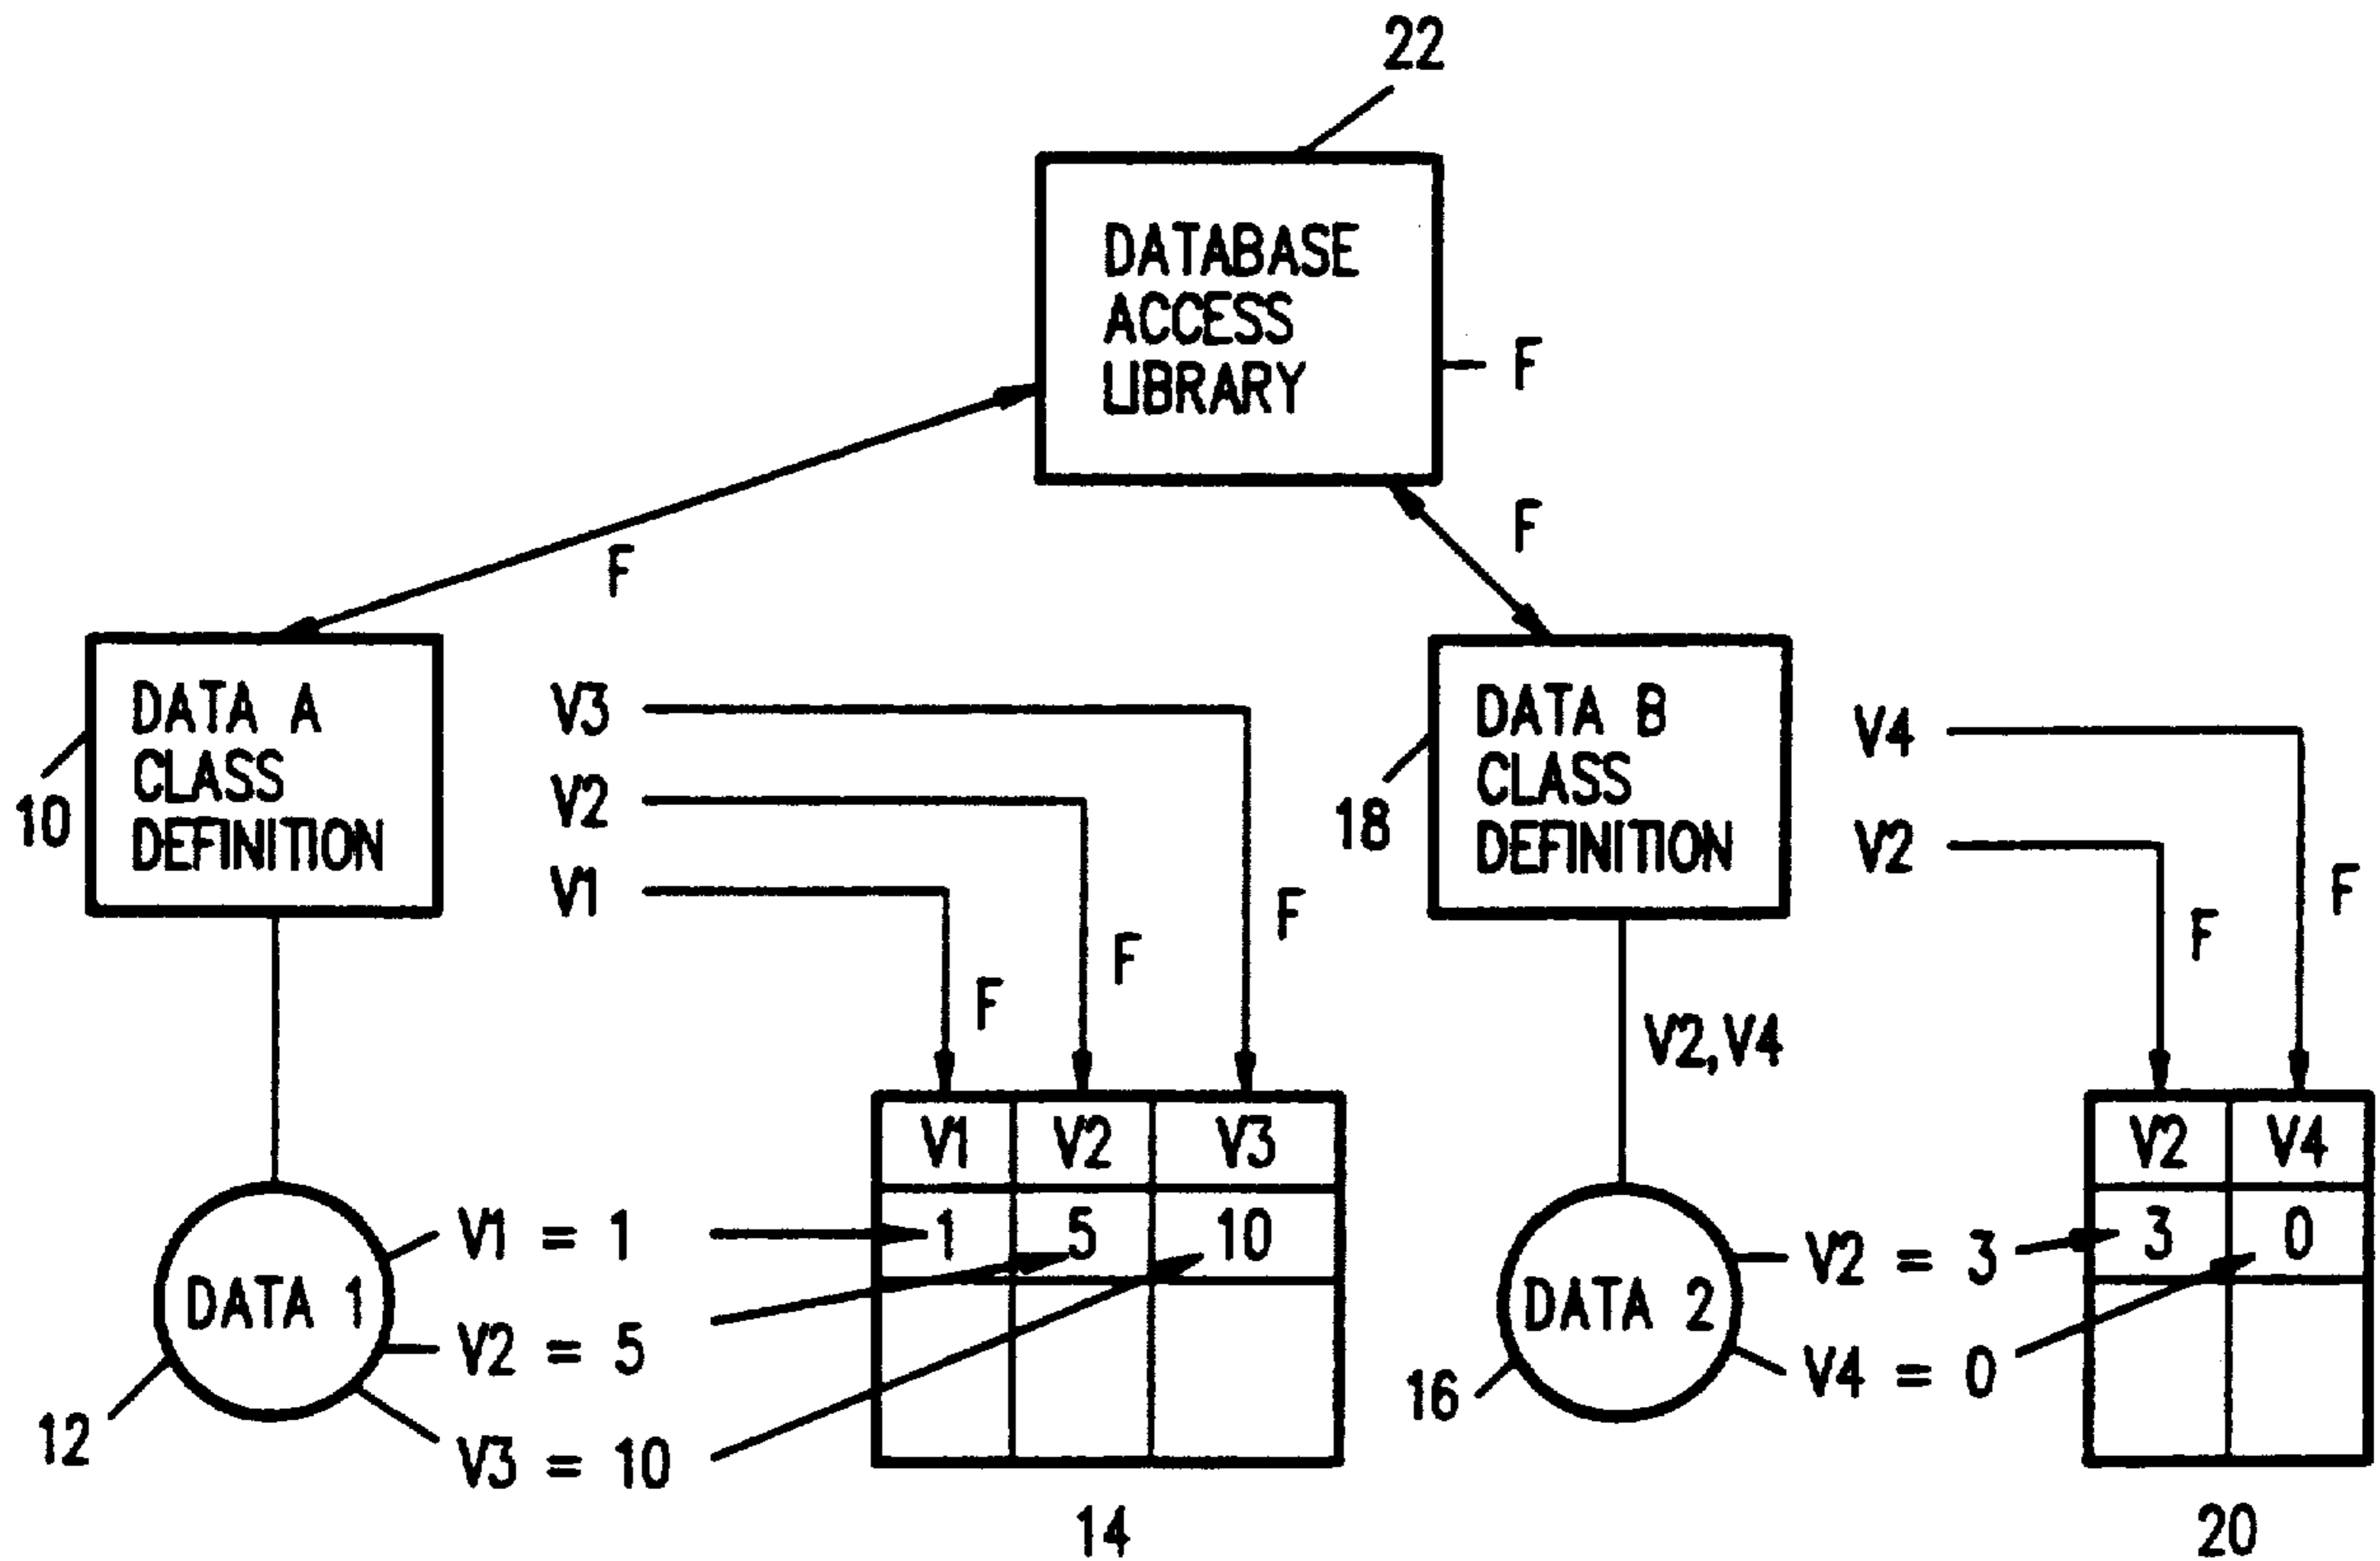 22
DATABASE
ACCESS
LIBRARY
F
F
F
DATA A
CLASS
DEFINITION
10
V3
V2
V1
F
F
F
DATA B
CLASS
DEFINITION
18
V4
V2
F
F
V2,V4
V1 V2 V3
1 5 10
V2 V4
3 0
DATA 1
V1 = 1
V2 = 5
V3 = 10
12
14
DATA 2
V2 = 3
V4 = 0
16
20